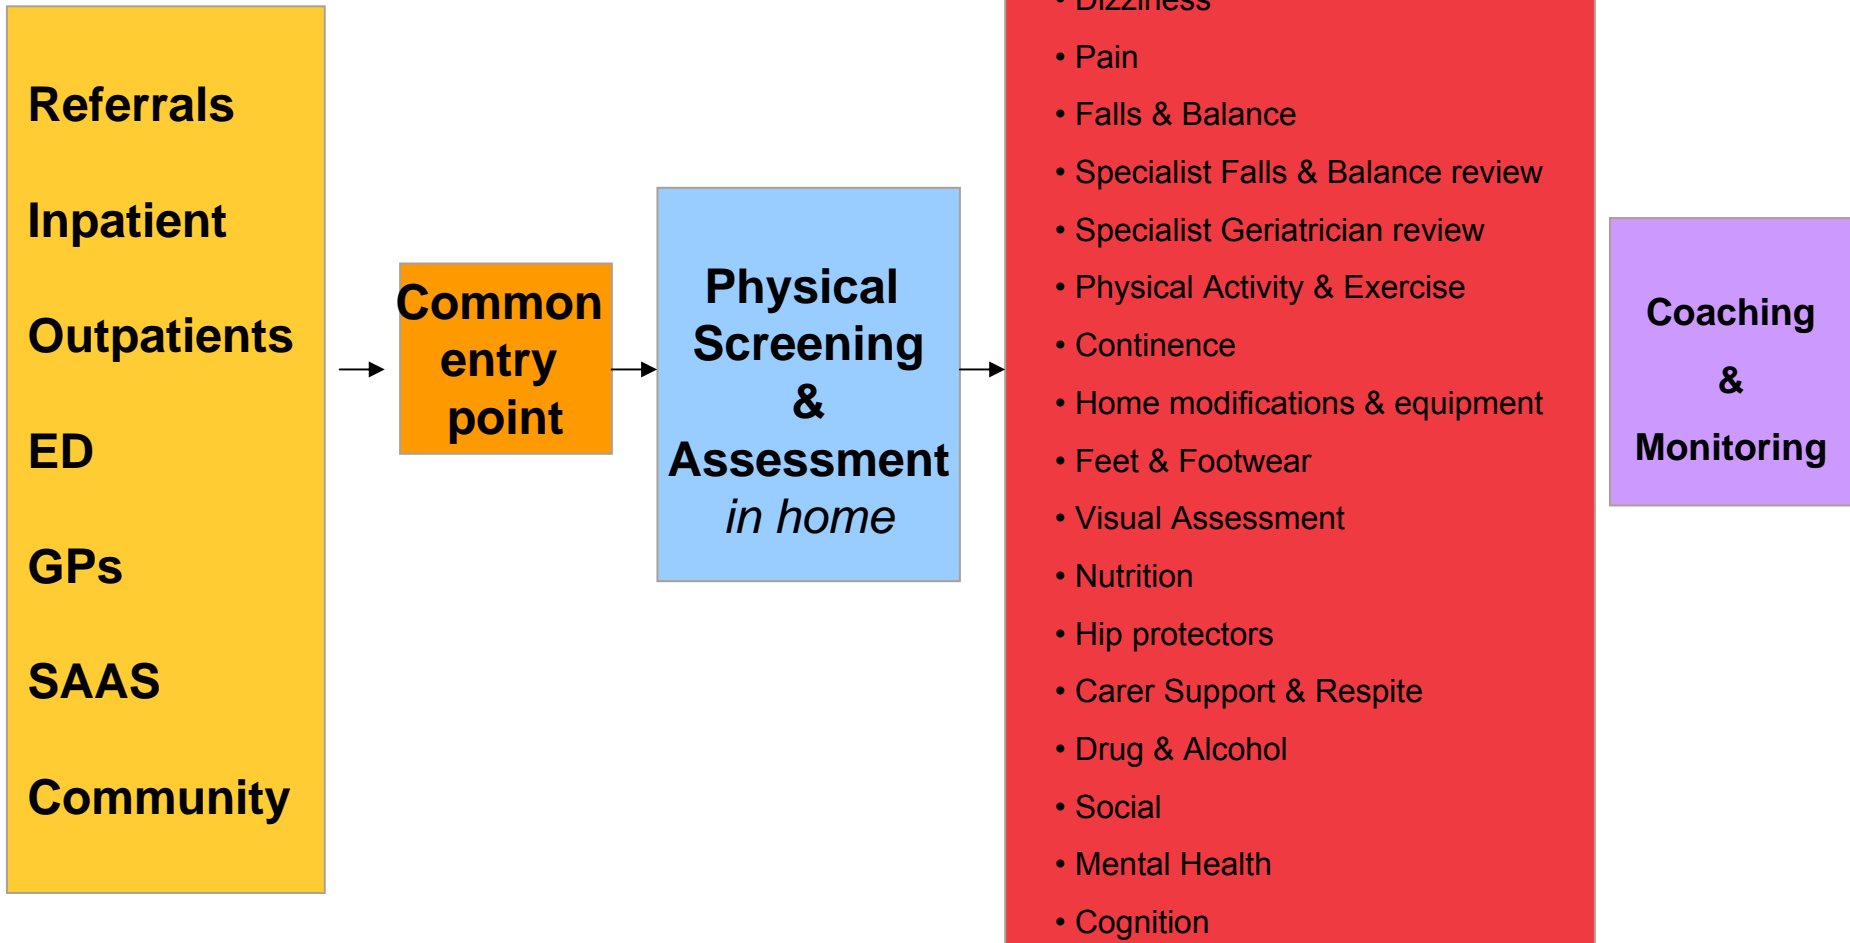 Referrals
Inpatient
Outpatients
ED
GPs
SAAS
Community
Common
entry
point
Physical
Screening
&
Assessment
in home
• Dizziness
• Pain
• Falls & Balance
• Specialist Falls & Balance review
• Specialist Geriatrician review
• Physical Activity & Exercise
• Continence
• Home modifications & equipment
• Feet & Footwear
• Visual Assessment
• Nutrition
• Hip protectors
• Carer Support & Respite
• Drug & Alcohol
• Social
• Mental Health
• Cognition
Coaching
&
Monitoring